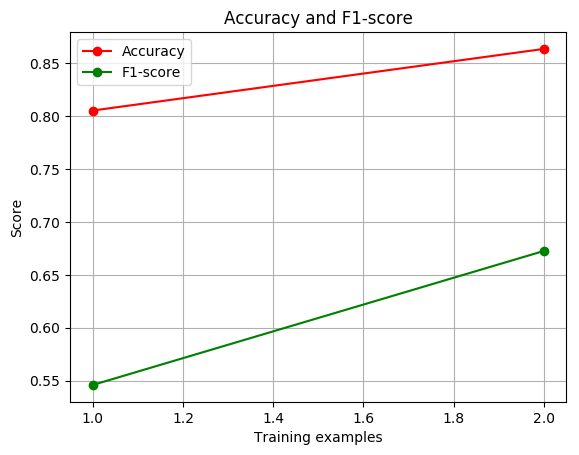 Accuracy and F1-score
Accuracy
F1-score
Score
0.85
0.80
0.75
0.70
0.65
0.60
0.55
1.0 1.2 1.4 1.6 1.8 2.0
Training examples